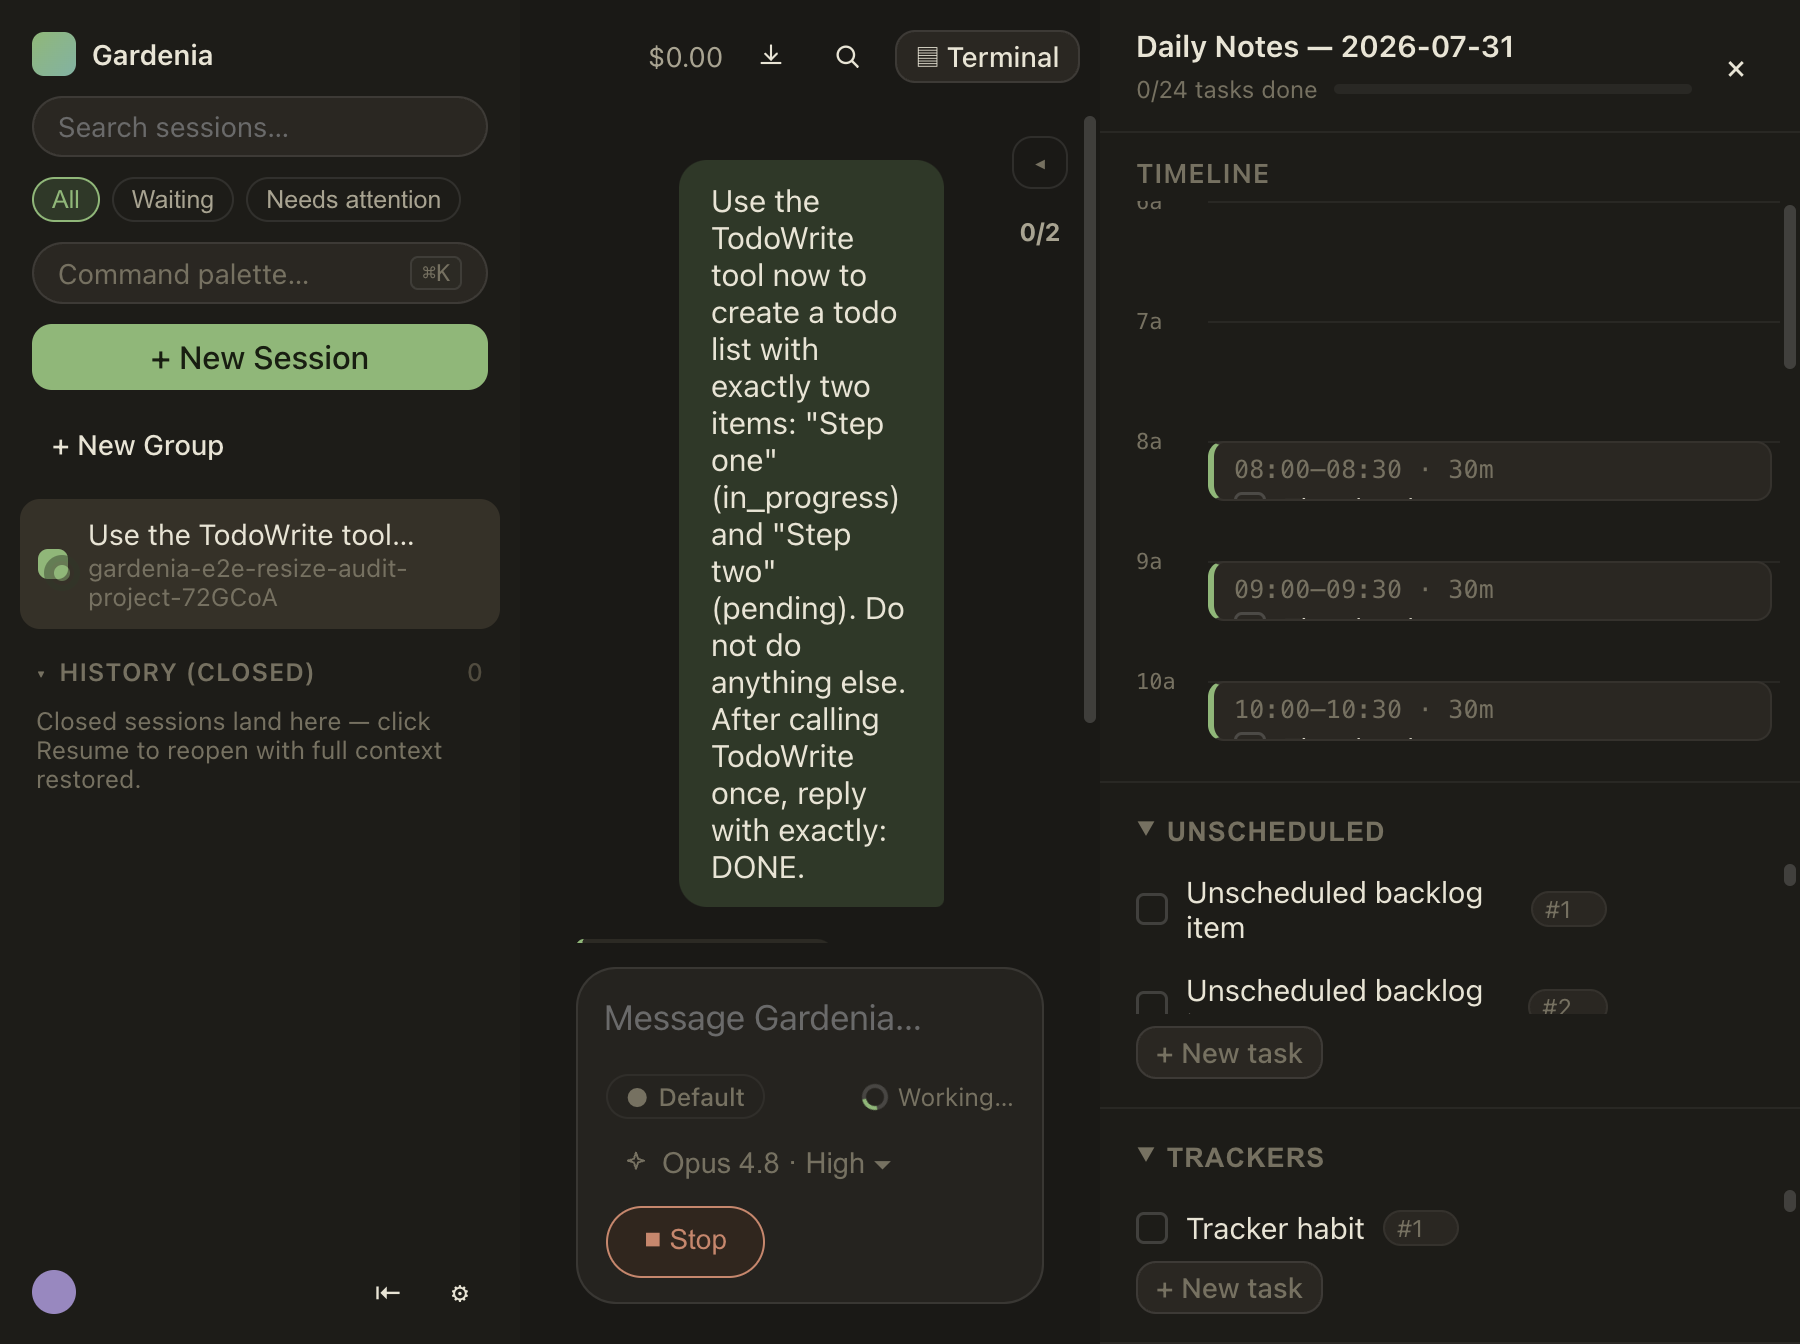 Gardenia
Search sessions...
All
Waiting
Needs attention
Command palette...
⌘K
+ New Session
+ New Group
Use the TodoWrite tool...
gardenia-e2e-resize-audit-
project-72GCoA
HISTORY (CLOSED)
0
Closed sessions land here — click
Resume to reopen with full context
restored.
$0.00
Terminal
0/2
Use the
TodoWrite
tool now to
create a todo
list with
exactly two
items: "Step
one"
(in_progress)
and "Step
two"
(pending). Do
not do
anything else.
After calling
TodoWrite
once, reply
with exactly:
DONE.
Message Gardenia...
Default
Working...
Opus 4.8 · High
Stop
Daily Notes — 2026-07-31
0/24 tasks done
TIMELINE
6a
7a
8a
08:00–08:30 · 30m
9a
09:00–09:30 · 30m
10a
10:00–10:30 · 30m
UNSCHEDULED
Unscheduled backlog
item
#1
Unscheduled backlog
#2
+ New task
TRACKERS
Tracker habit
#1
+ New task